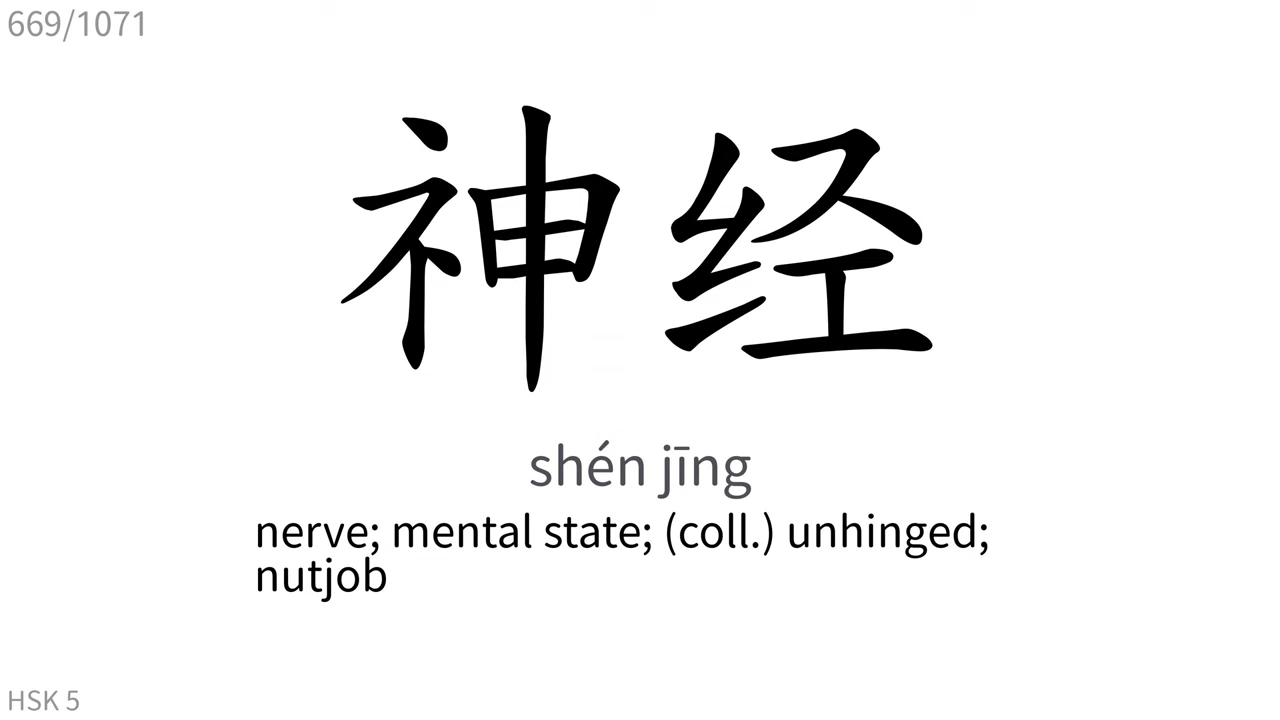 669/1071
神经
shén jīng
nerve; mental state; (coll.) unhinged;
nutjob
HSK 5